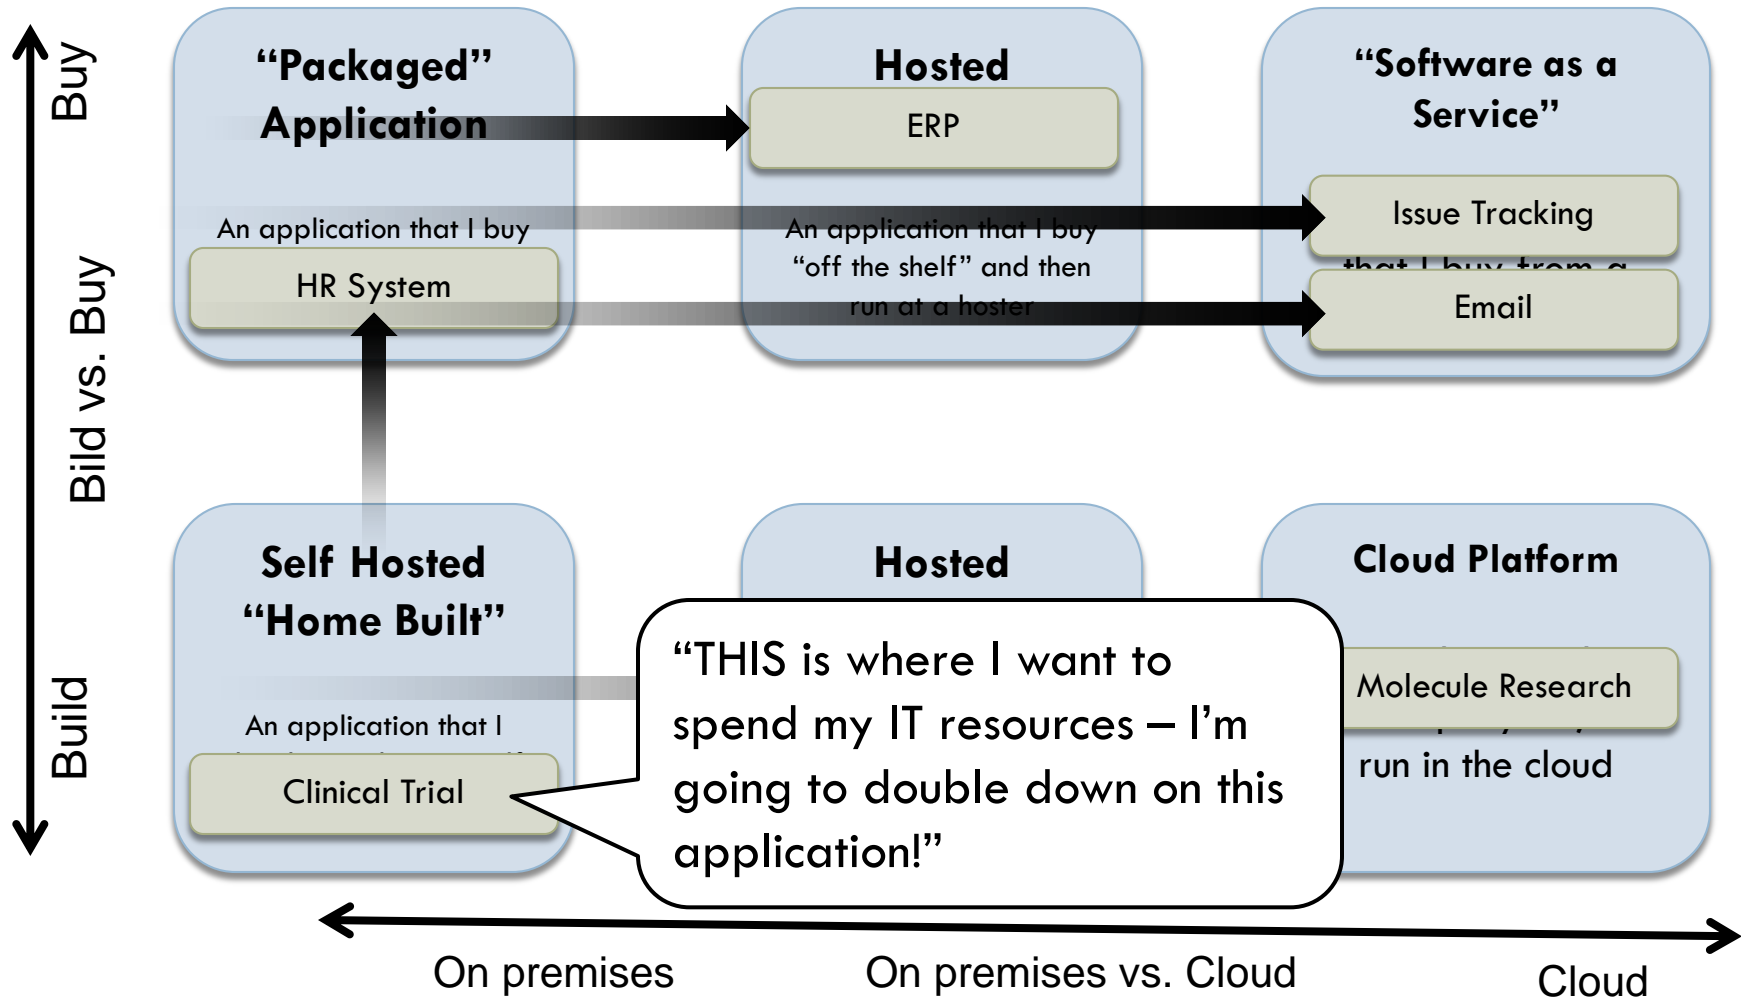 Buy
Bild vs. Buy
Build
“Packaged”
Application
An application that I buy
HR System
Hosted
ERP
An application that I buy
“off the shelf” and then
run at a hoster
“Software as a
Service”
Issue Tracking
that I buy from a
Email
Self Hosted
“Home Built”
An application that I
Clinical Trial
Hosted
“THIS is where I want to
spend my IT resources – I’m
going to double down on this
application!”
Cloud Platform
Molecule Research
run in the cloud
On premises
On premises vs. Cloud
Cloud